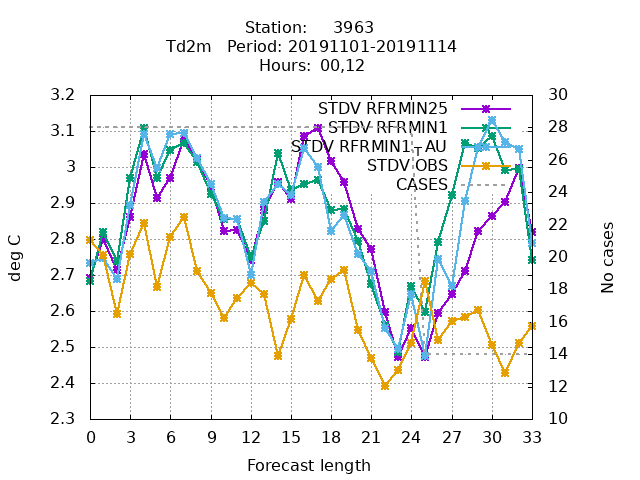 Station: 3963
Td2m Period: 20191101-20191114
Hours: 00,12
STDV RFRMIN25
STDV RFRMIN1
STDV RFRMIN1_AU
STDV OBS
CASES
deg C
3.2
3.1
3
2.9
2.8
2.7
2.6
2.5
2.4
2.3
No cases
30
28
26
24
22
20
18
16
14
12
10
0 3 6 9 12 15 18 21 24 27 30 33
Forecast length